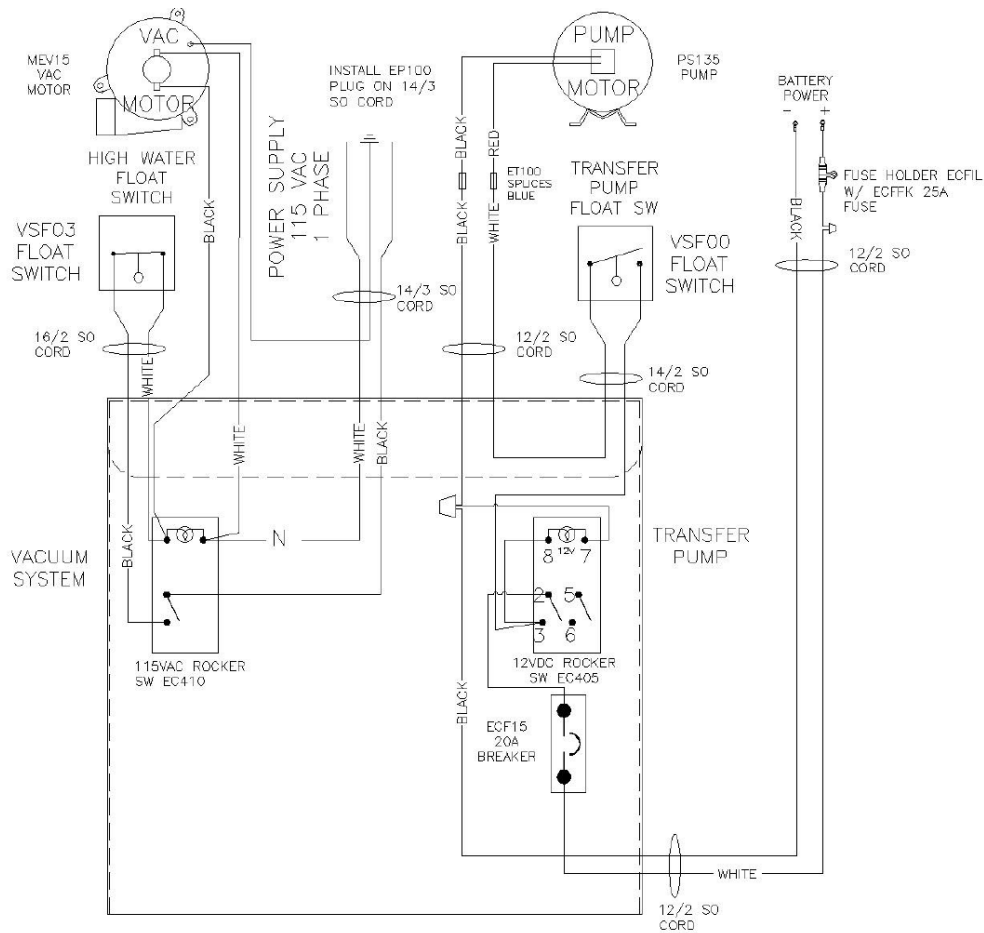 VAC
MOTOR
MEV15
VAC
MOTOR
INSTALL EP100
PLUG ON 14/3
SO CORD
PUMP
MOTOR
PS135
PUMP
BATTERY
POWER
- +
HIGH WATER
FLOAT
SWITCH
POWER SUPPLY
115 VAC
1 PHASE
BLACK
RED
ET100
SPLICES
BLUE
TRANSFER
PUMP
FLOAT SW
FUSE HOLDER ECFIL
W/ ECFFK 25A
FUSE
VSF03
FLOAT
SWITCH
BLACK
WHITE
BLACK
VSF00
FLOAT
SWITCH
BLACK
12/2 SO
CORD
14/3 SO
CORD
16/2 SO
CORD
12/2 SO
CORD
14/2 SO
CORD
WHITE
WHITE
WHITE
BLACK
BLACK
N
VACUUM
SYSTEM
8 12V 7
2 5
3 6
TRANSFER
PUMP
115VAC ROCKER
SW EC410
12VDC ROCKER
SW EC405
BLACK
ECF15
20A
BREAKER
WHITE
12/2 SO
CORD